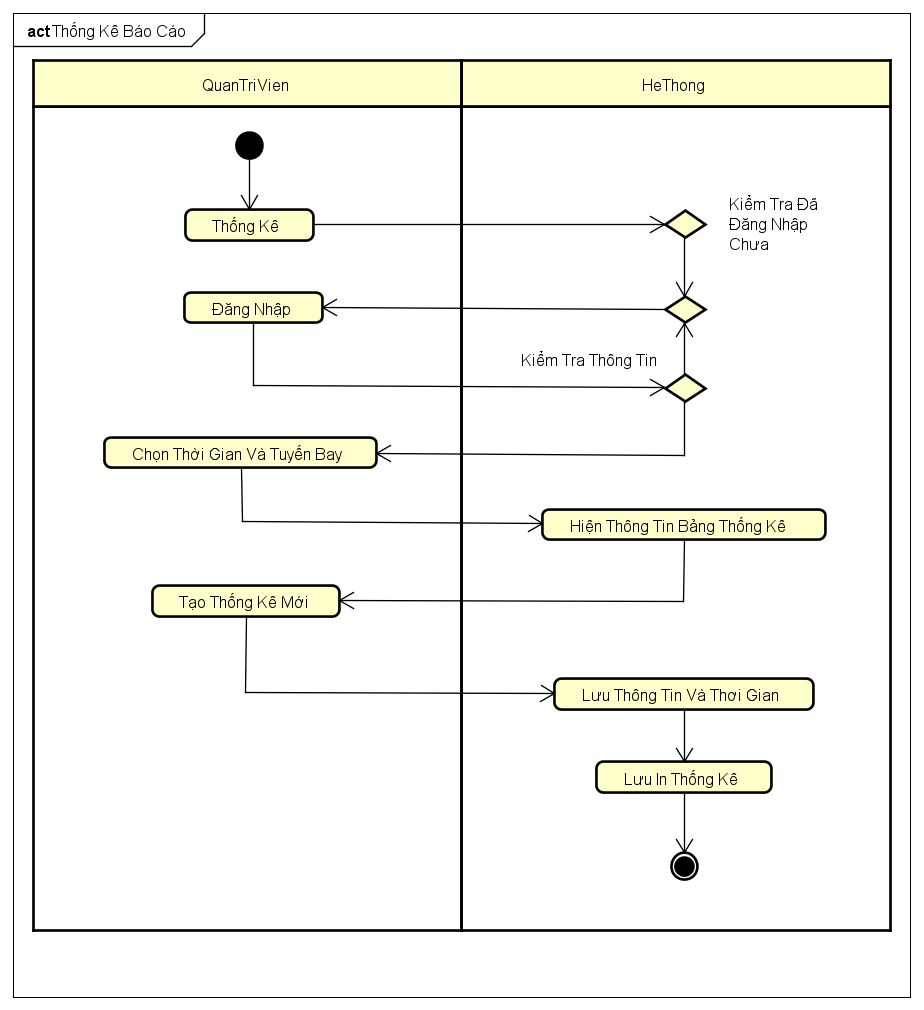 act Thống Kê Báo Cáo
QuanTriVien
HeThong
Thống Kê
Kiểm Tra Đã
Đăng Nhập
Chưa
Đăng Nhập
Kiểm Tra Thông Tin
Chọn Thời Gian Và Tuyến Bay
Hiện Thông Tin Bảng Thống Kê
Tạo Thống Kê Mới
Lưu Thông Tin Và Thơi Gian
Lưu In Thống Kê